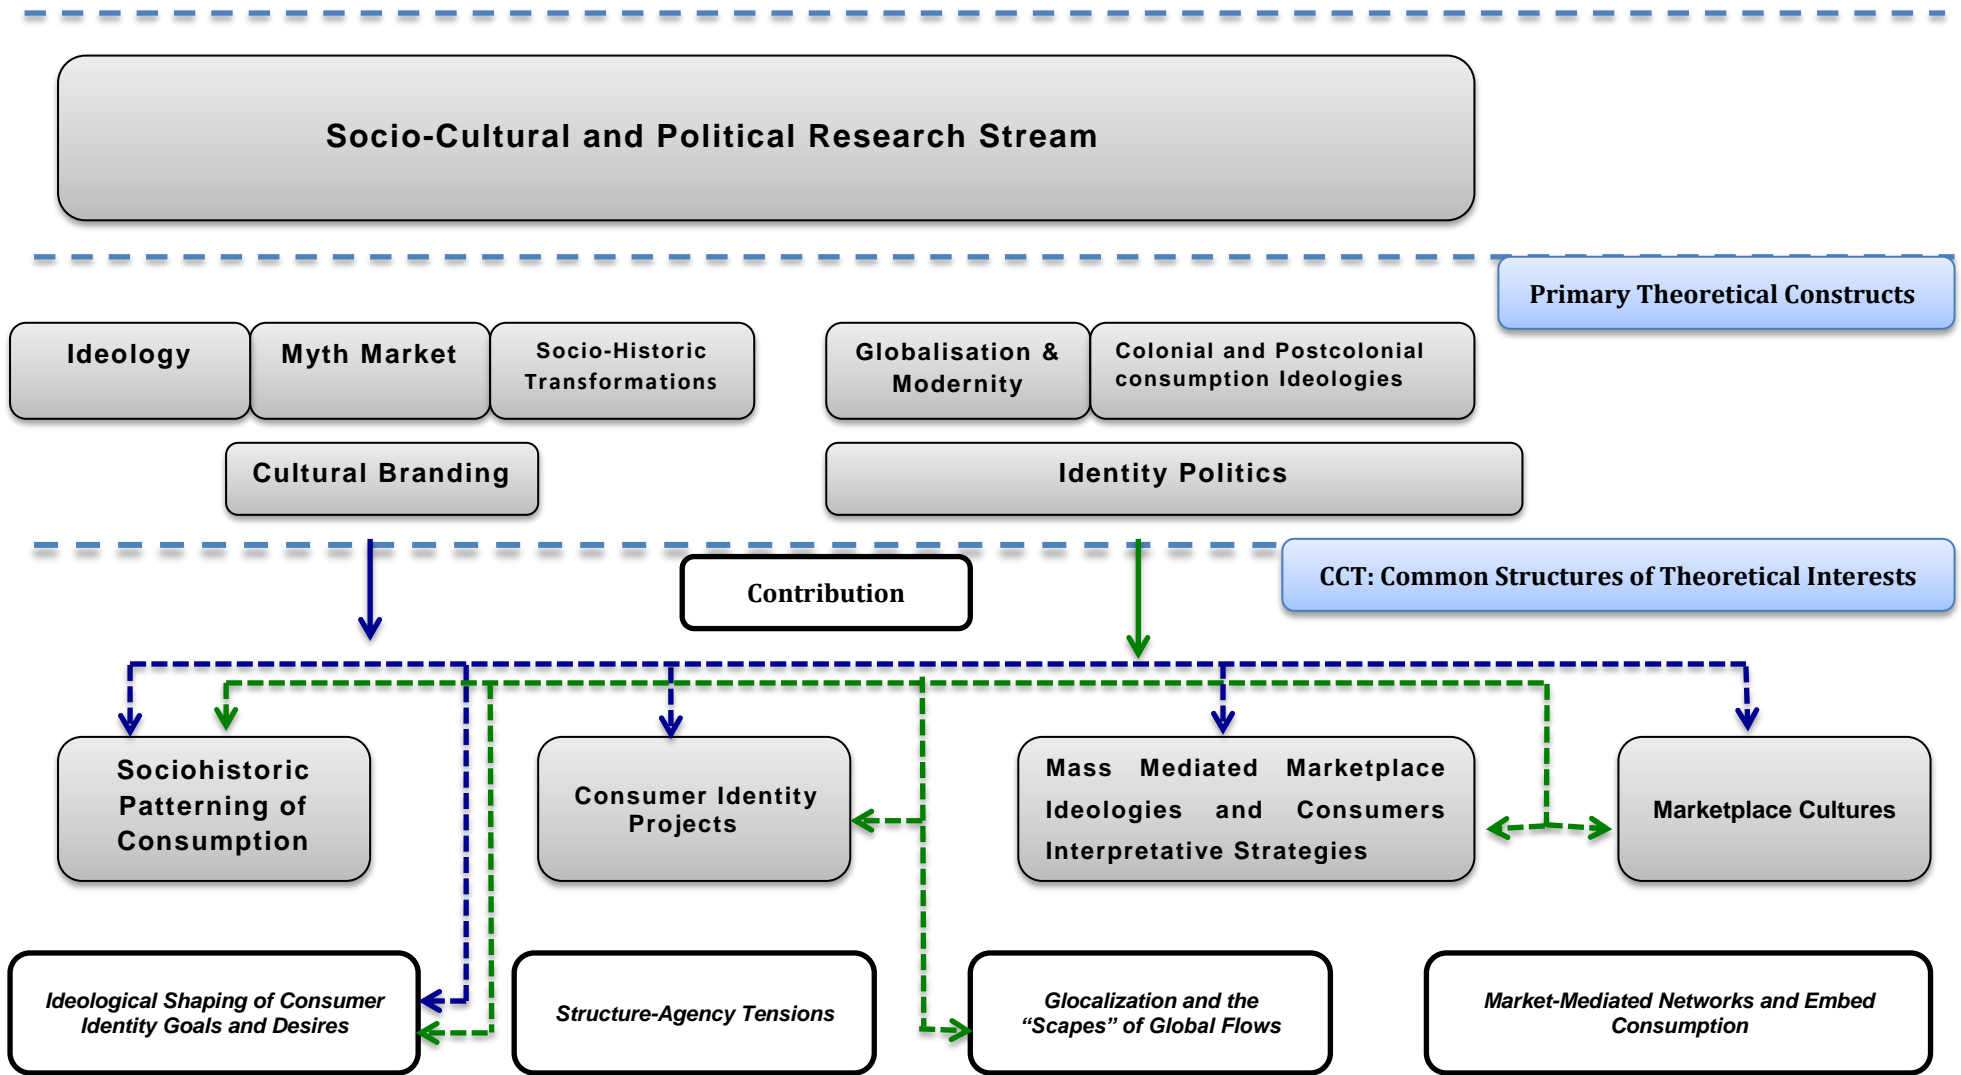 Socio-Cultural and Political Research Stream
Primary Theoretical Constructs
Ideology
Myth Market
Socio-Historic
Transformations
Globalisation &
Modernity
Colonial and Postcolonial
consumption Ideologies
Cultural Branding
Identity Politics
Contribution
CCT: Common Structures of Theoretical Interests
Sociohistoric
Patterning of
Consumption
Consumer Identity
Projects
Mass Mediated Marketplace
Ideologies and Consumers
Interpretative Strategies
Marketplace Cultures
Ideological Shaping of Consumer
Identity Goals and Desires
Structure-Agency Tensions
Glocalization and the
“Scapes” of Global Flows
Market-Mediated Networks and Embed
Consumption